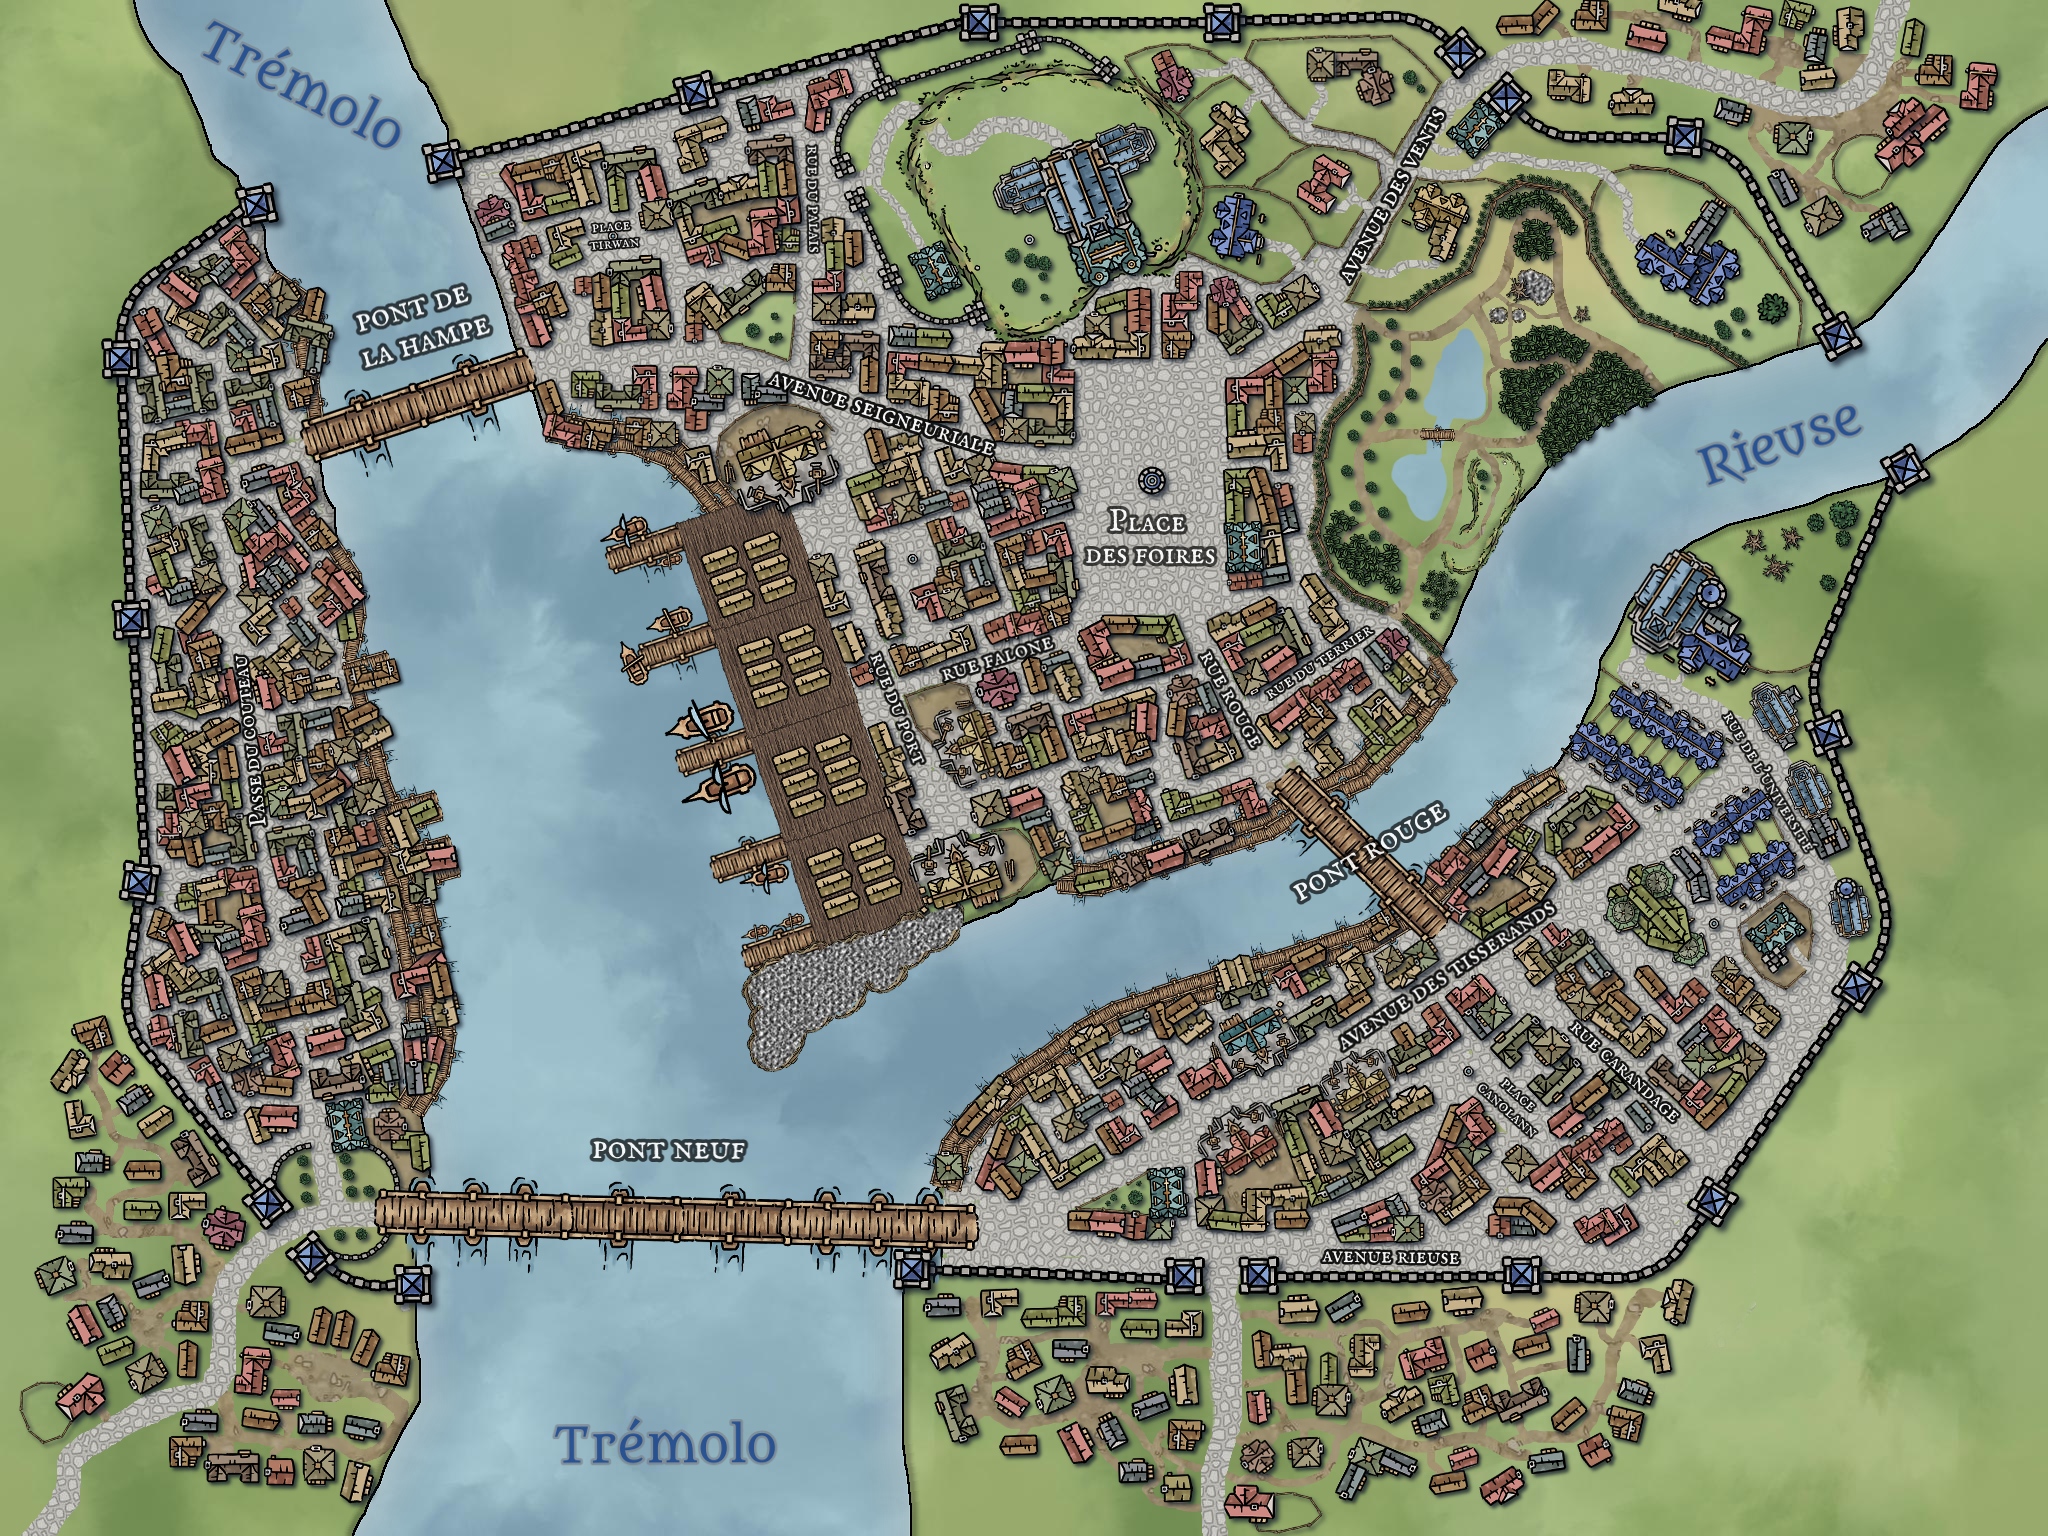 Trémolo
RUE DU PALAIS
PLACE
TIRWAN
AVENUE DES VENTS
PONT DE
LA HAMPE
AVENUE SEIGNEURIALE
Rieuse
PLACE
DES FOIRES
RUE FALONE
RUE DU PORT
RUE ROUGE
RUE DU TERRIER
PASSE DU COUTEAU
RUE DE L'UNIVERSITÉ
PONT ROUGE
AVENUE DES TISSERANDS
RUE CARANDAGE
PLACE
CANOLANN
PONT NEUF
AVENUE RIEUSE
Trémolo